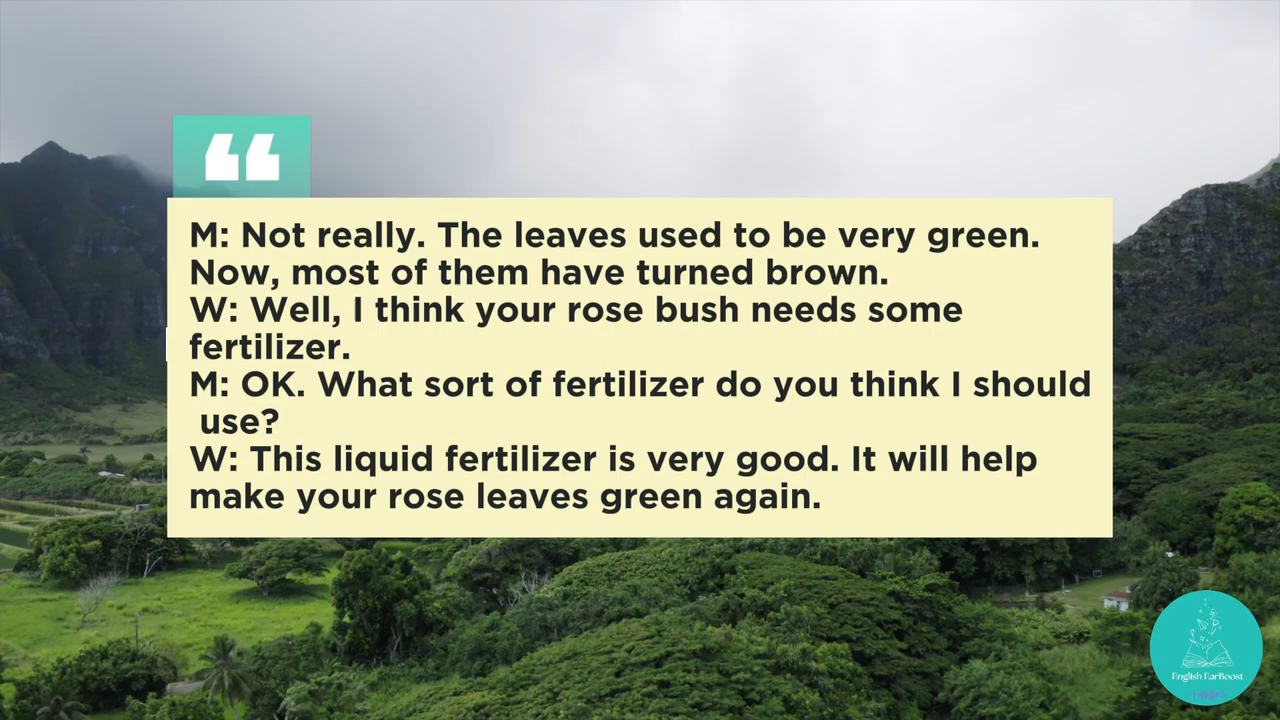 M: Not really. The leaves used to be very green.
Now, most of them have turned brown.
W: Well, I think your rose bush needs some
fertilizer.
M: OK. What sort of fertilizer do you think I should
use?
W: This liquid fertilizer is very good. It will help
make your rose leaves green again.
English EarBoost